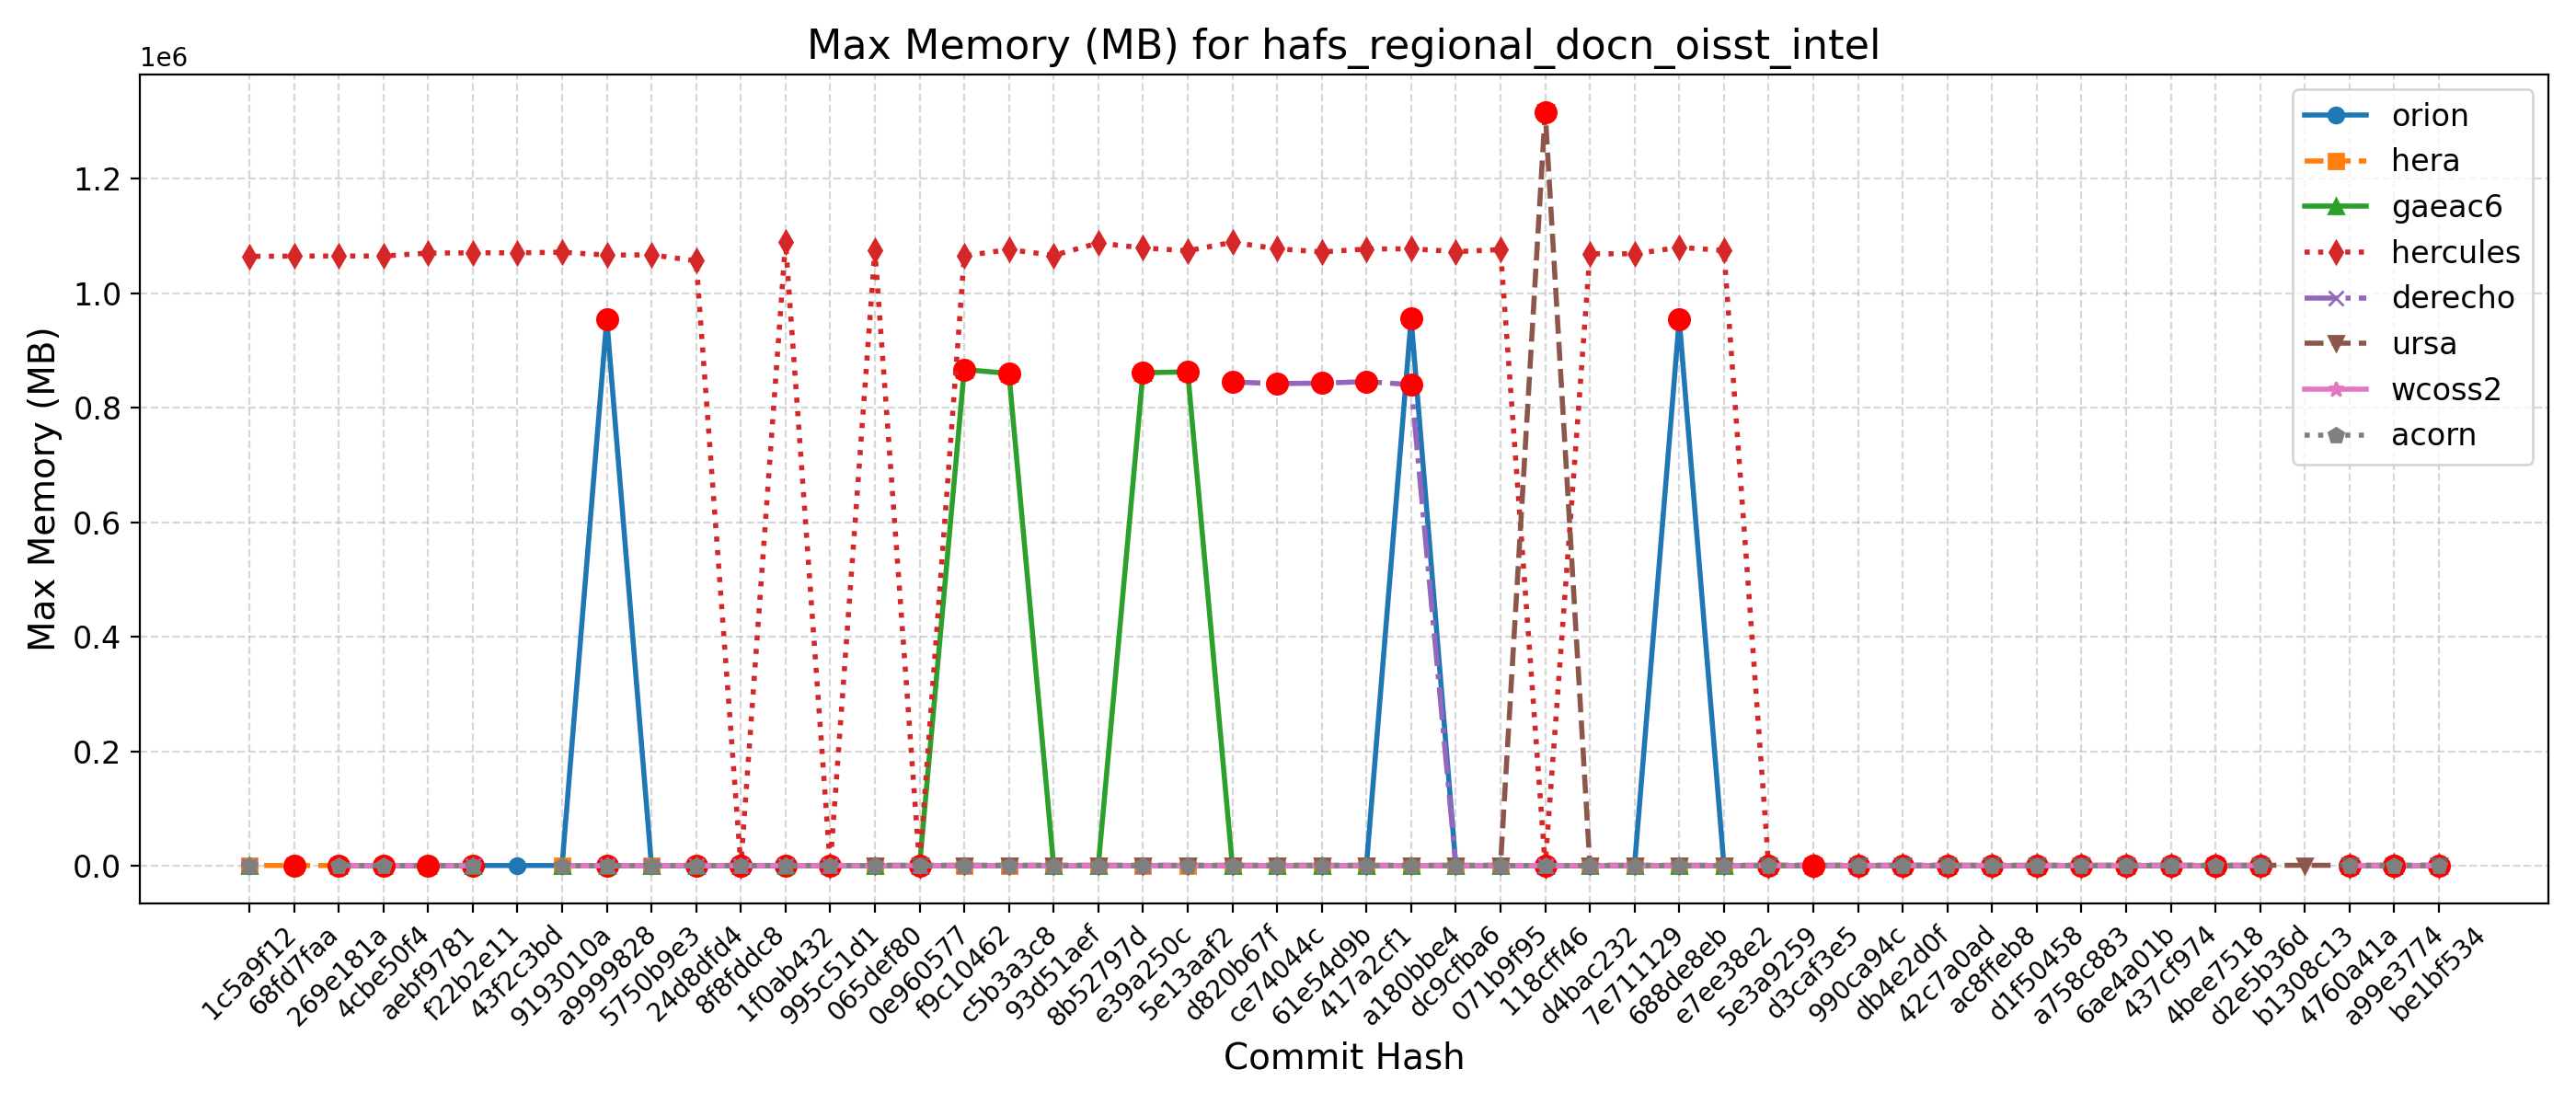 Max Memory (MB) for hafs_regional_docn_oisst_intel
1e6
1.2
1.0
0.8
0.6
0.4
0.2
0.0
Max Memory (MB)
orion
hera
gaeac6
hercules
derecho
ursa
wcoss2
acorn
1c5a9f12
68fd7faa
269e181a
4cbe50f4
aebf9781
f22b2e11
43f2c3bd
9193010a
a9999828
5750b9e3
24d8dfd4
8f8fddc8
1f0ab432
995c51d1
065def80
0e960577
f9c10462
c5b3a3c8
93d51aef
8b52797d
e39a250c
5e13aaf2
d820b67f
ce74044c
61e54d9b
417a2cf1
a180bbe4
dc9cfba6
071b9f95
118cff46
d4bac232
7e711129
688de8eb
e7ee38e2
5e3a9259
d3caf3e5
990ca94c
db4e2d0f
42c7a0ad
ac8ffeb8
d1f50458
a758c883
6ae4a01b
437cf974
4bee7518
d2e5b36d
b1308c13
4760a41a
a99e3774
be1bf534
Commit Hash